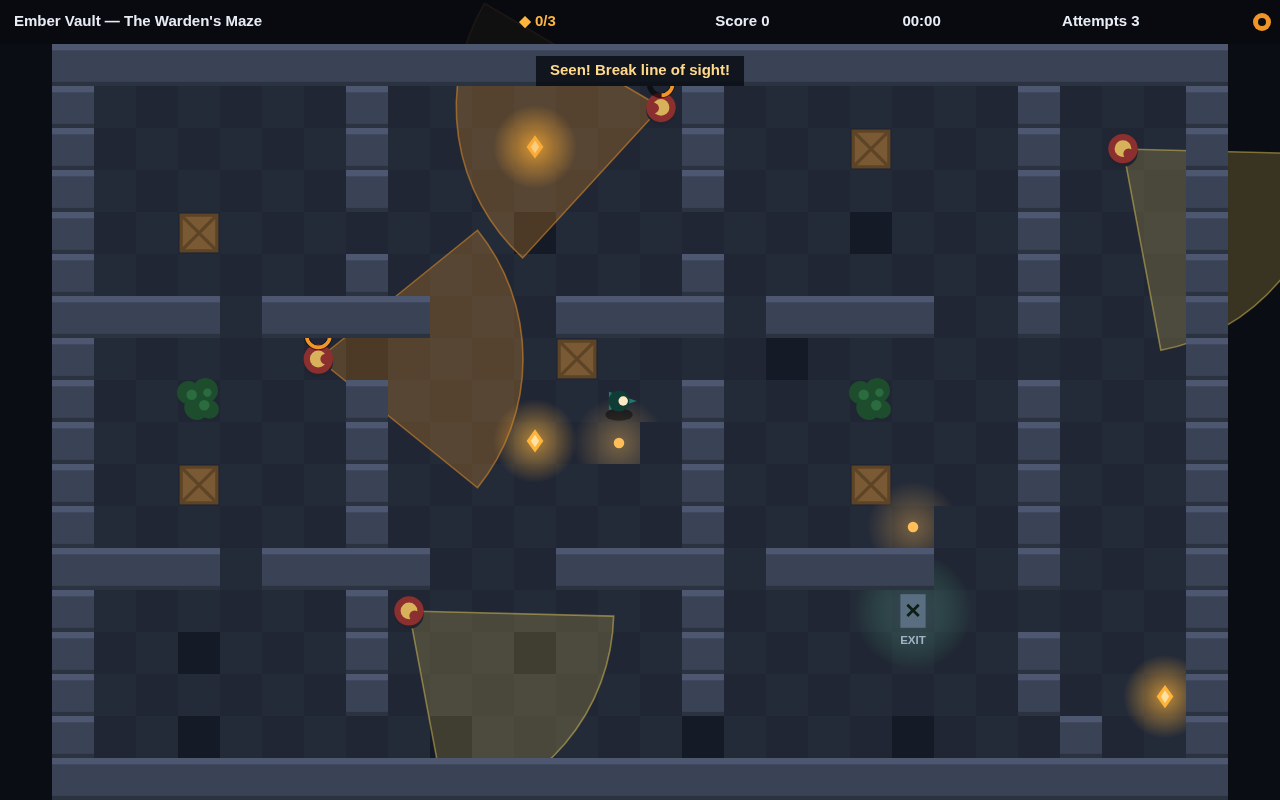 Ember Vault — The Warden's Maze
◆ 0/3
Score 0
00:00
Attempts 3
Seen! Break line of sight!
EXIT